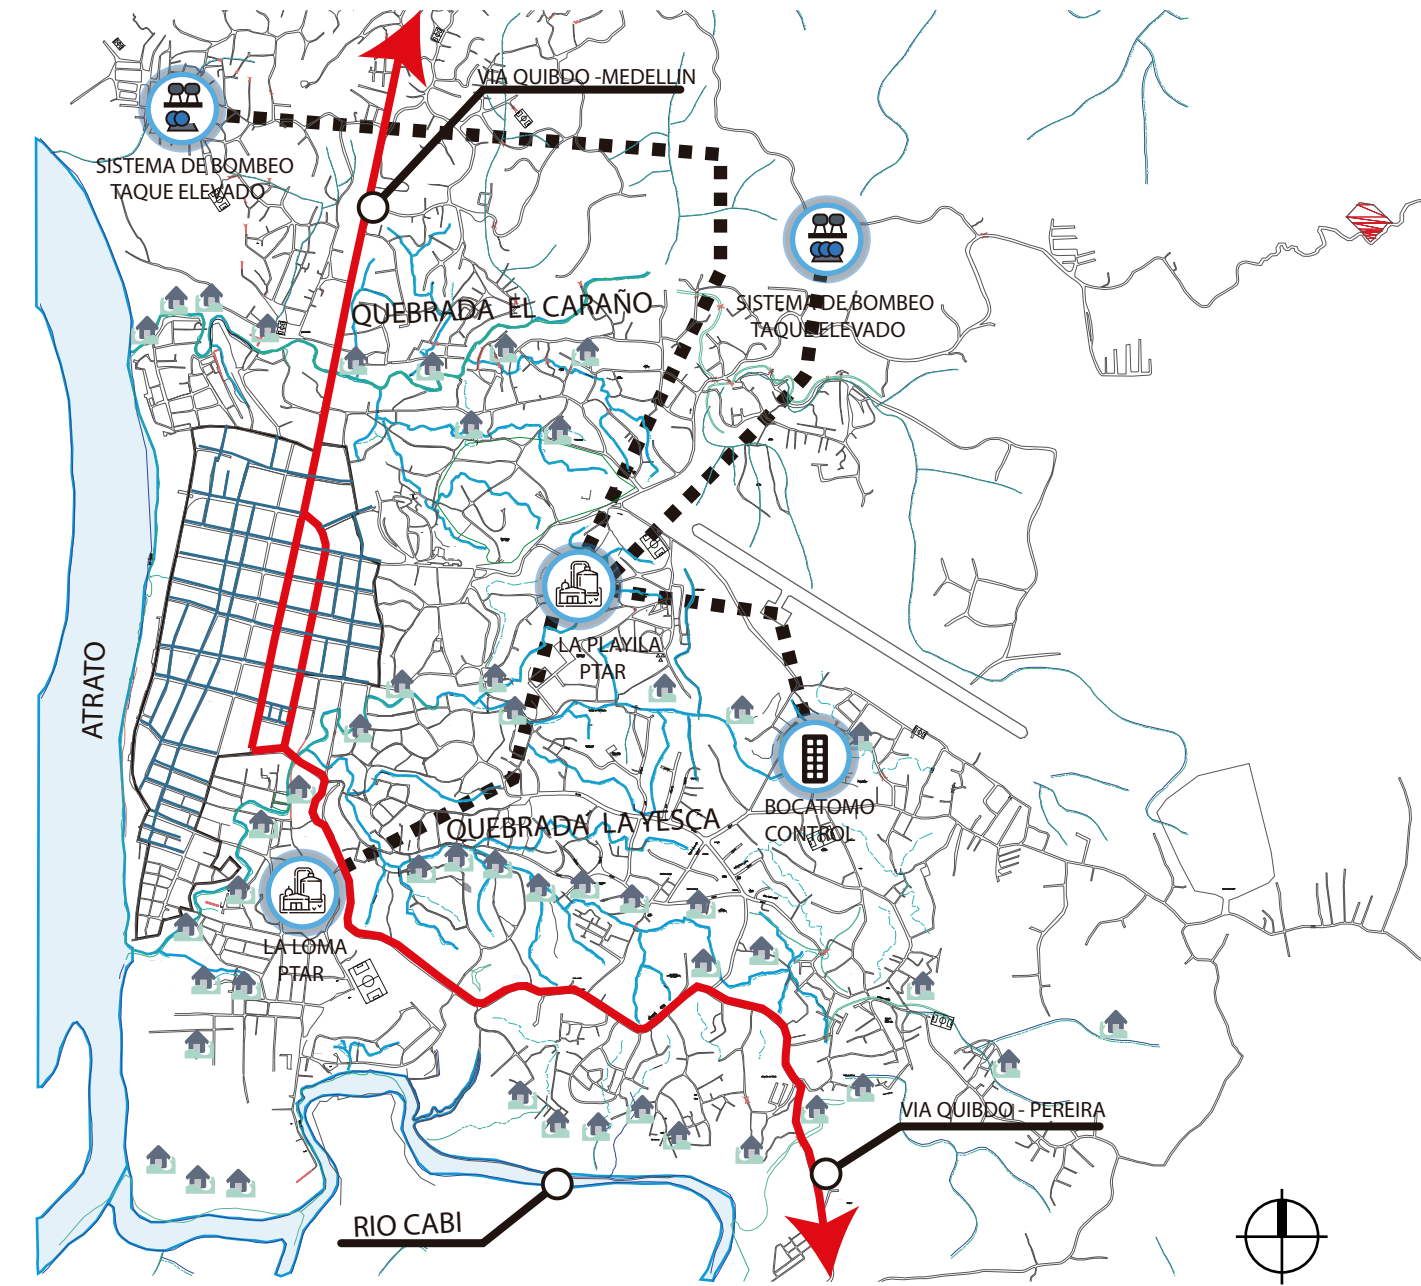 VIA QUIBDO -MEDELLIN
SISTEMA DE BOMBEO
TAQUE ELEVADO
SISTEMA DE BOMBEO
TAQUE ELEVADO
QUEBRADA EL CARAÑO
ATRATO
LA PLAYILA
PTAR
BOCATOMO
CONTROL
QUEBRADA LA YESCA
LA LOMA
PTAR
VIA QUIBDO - PEREIRA
RIO CABI